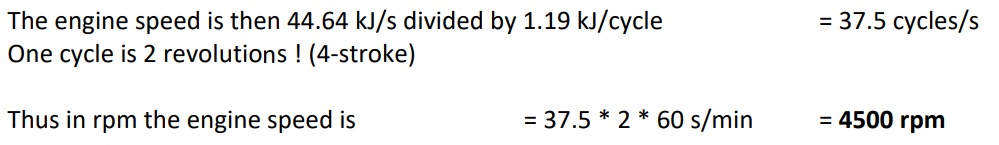 The engine speed is then 44.64 kJ/s divided by 1.19 kJ/cycle = 37.5 cycles/s
One cycle is 2 revolutions ! (4-stroke)
Thus in rpm the engine speed is = 37.5 * 2 * 60 s/min = 4500 rpm